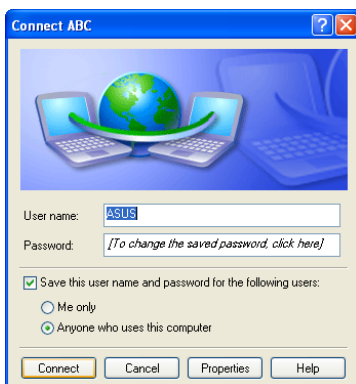 Connect ABC
User name: ASUS
Password: [To change the saved password, click here]
Save this user name and password for the following users:
Me only
Anyone who uses this computer
Connect Cancel Properties Help